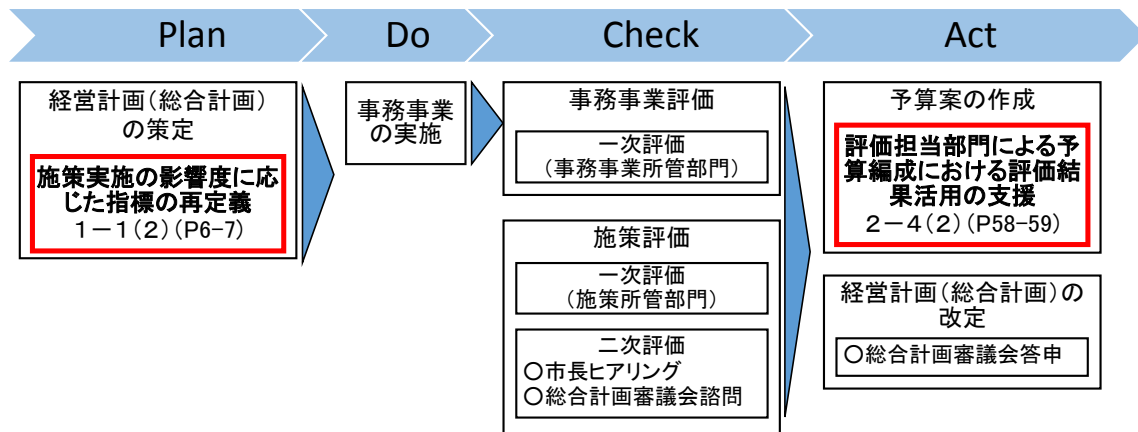 Plan
Do
Check
Act
経営計画(総合計画)
の策定
施策実施の影響度に応
じた指標の再定義
1－1(2)(P6-7)
事務事業
の実施
事務事業評価
一次評価
(事務事業所管部門)
施策評価
一次評価
(施策所管部門)
二次評価
○市長ヒアリング
○総合計画審議会諮問
予算案の作成
評価担当部門による予
算編成における評価結
果活用の支援
2－4(2)(P58-59)
経営計画(総合計画)の
改定
○総合計画審議会答申